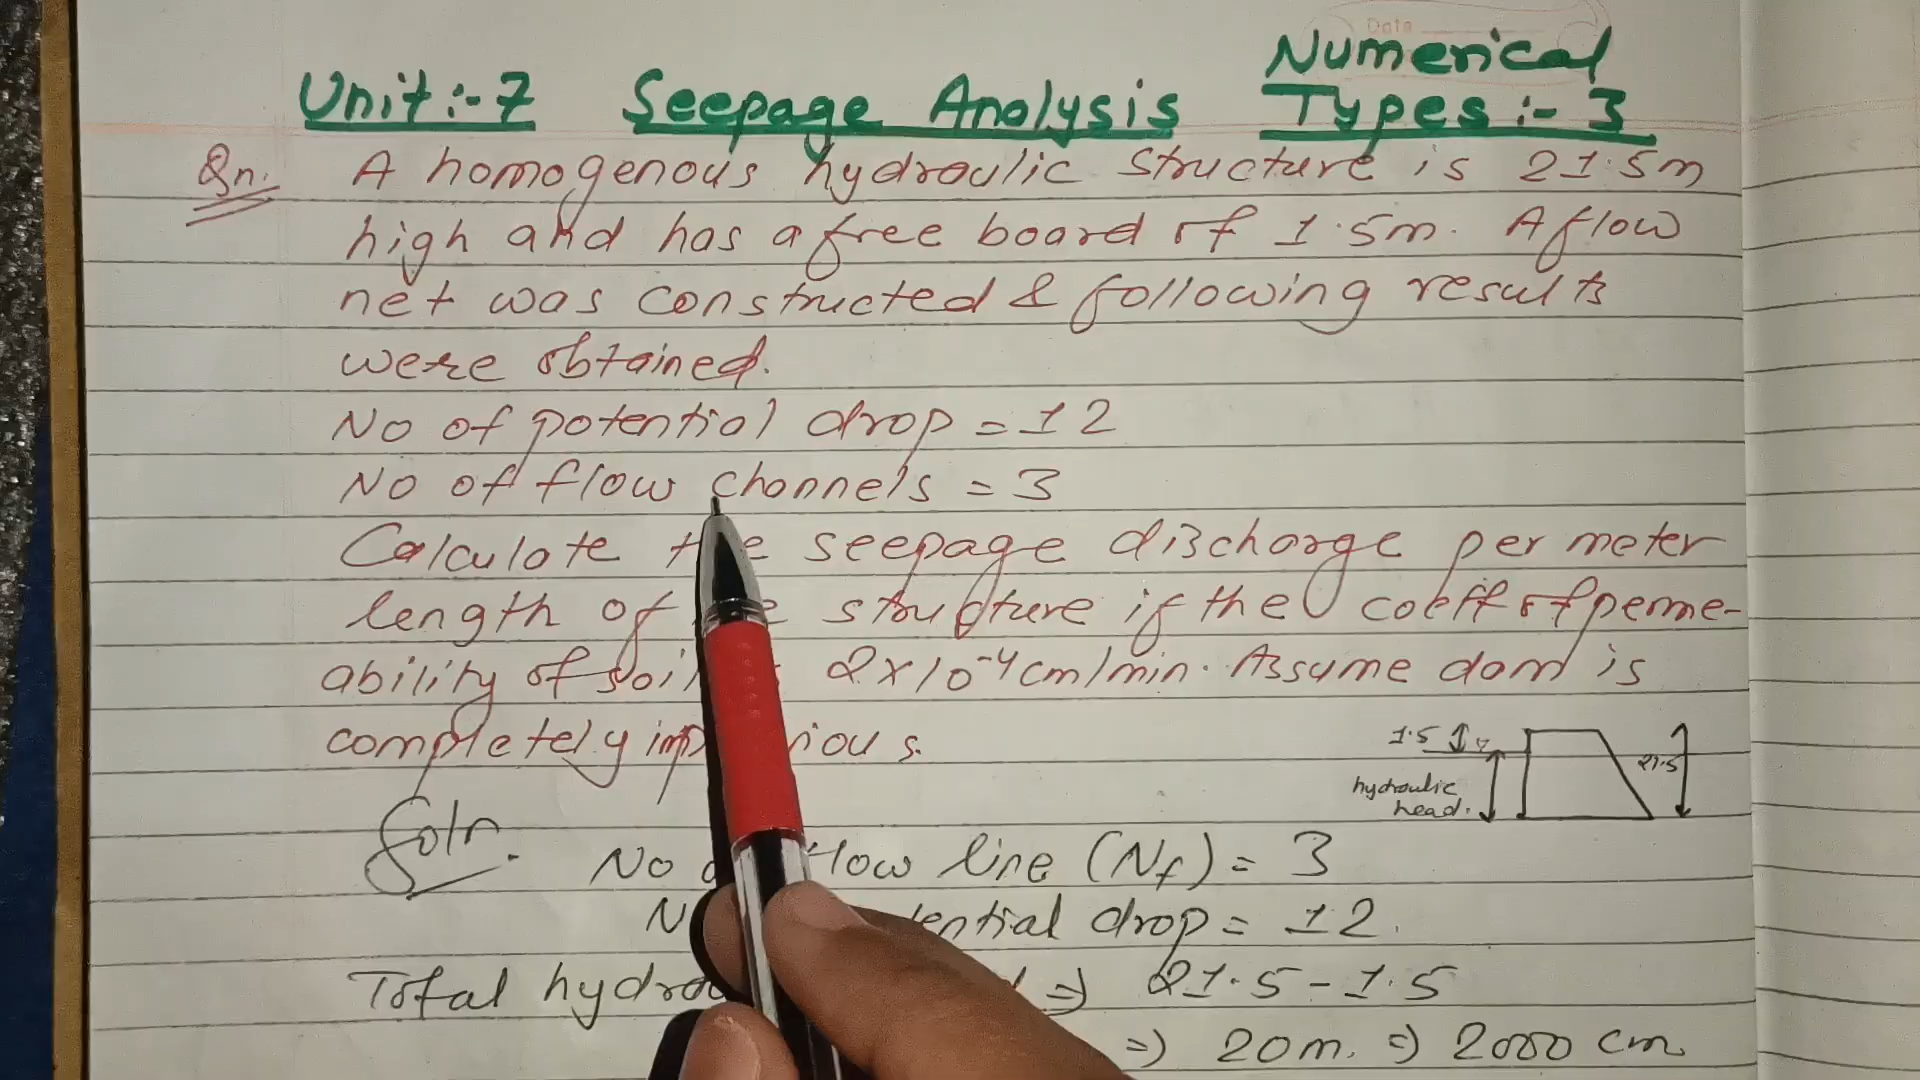 Date
Unit:-7 Seepage Analysis Numerical
Types:- 3
Qn. A homogenous hydraulic structure is 21.5m
high and has a free board of 1.5m. A flow
net was constructed & following results
were obtained.
No of potential drop = 12
No of flow channels = 3
Calculate the seepage discharge per meter
length of structure if the coeff of perme-
ability of soil 2x10-4 cm/min. Assume dam is
completely
1.5
21.5
hydraulic
head.
Soln. No flow line (Nf) = 3
drop = 12.
Total => 21.5-1.5
=> 20m. => 2000 cm